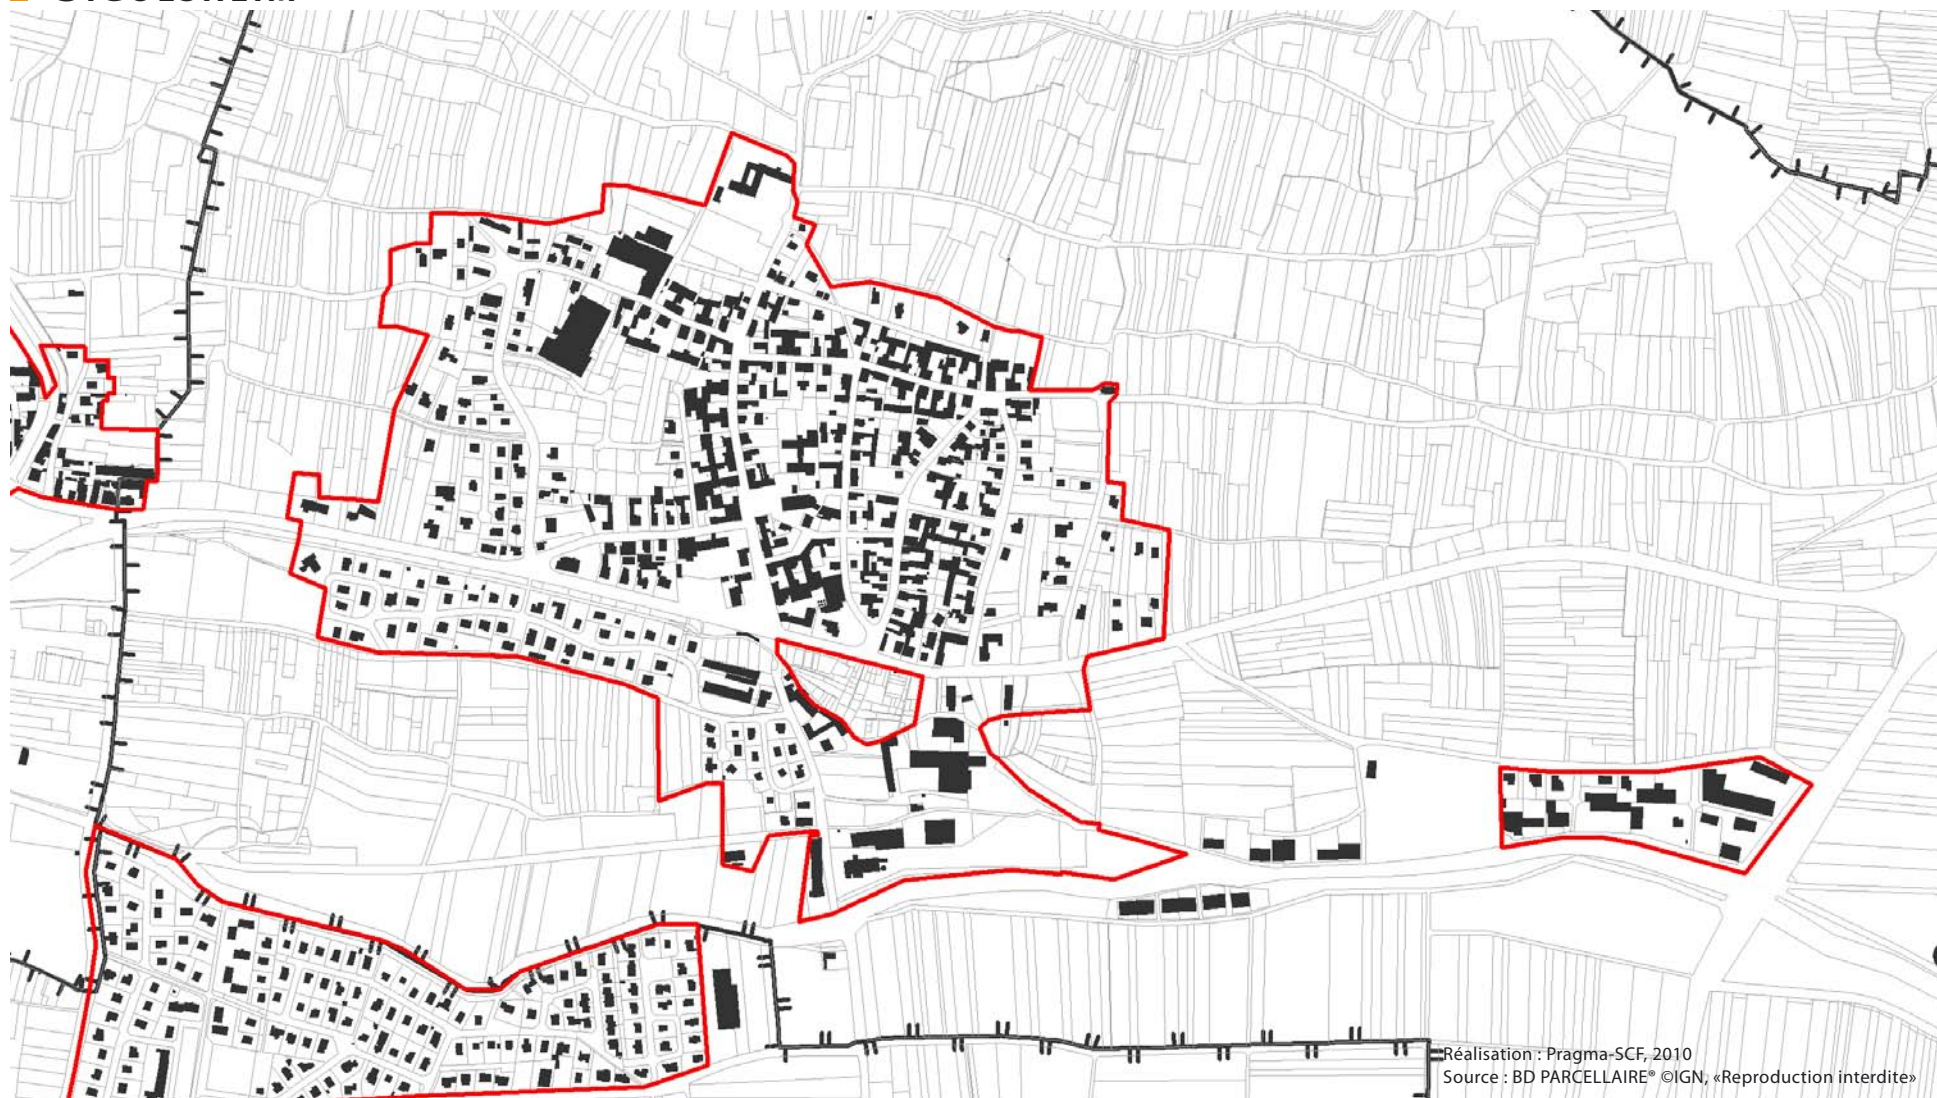 Réalisation : Pragma-SCF, 2010
Source : BD PARCELLAIRE® ©IGN, «Reproduction interdite»